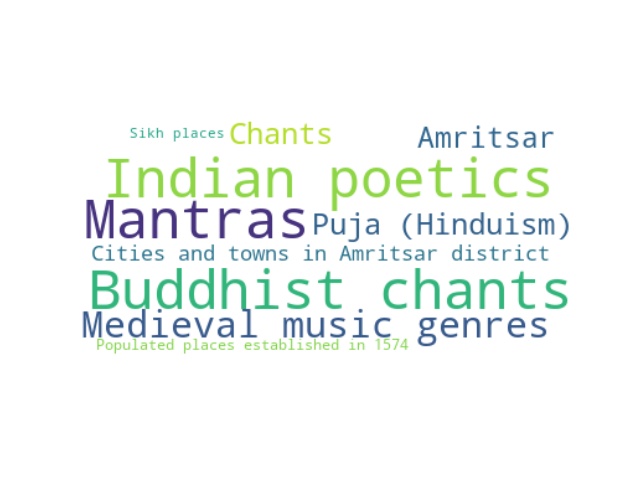 Sikh places Chants Amritsar
Indian poetics
Mantras Puja (Hinduism)
Cities and towns in Amritsar district
Buddhist chants
Medieval music genres
Populated places established in 1574